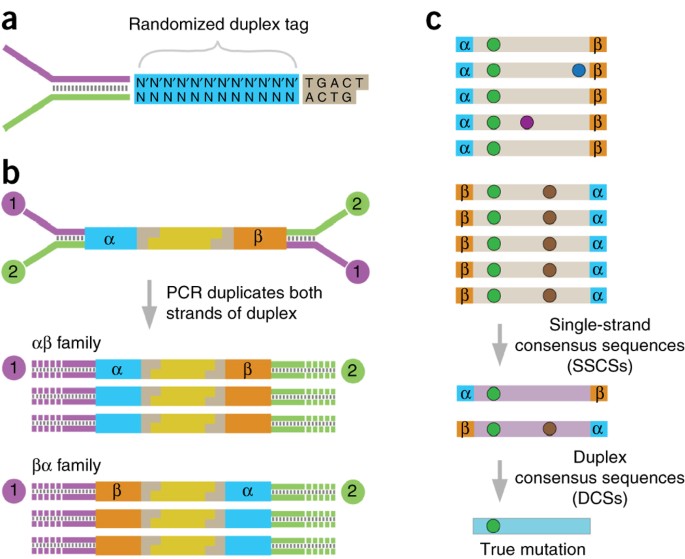 a
Randomized duplex tag
N'N'N'N'N'N'N'N'N'N'N'N' TGACT
NNNNNNNNNNNN ACTG
b
1
2
α
β
2
1
PCR duplicates both
strands of duplex
αβ family
1
α
β
2
βα family
1
β
α
2
c
α β
α β
α β
α β
α β
β α
β α
β α
β α
β α
Single-strand
consensus sequences
(SSCSs)
α β
β α
Duplex
consensus sequences
(DCSs)
True mutation